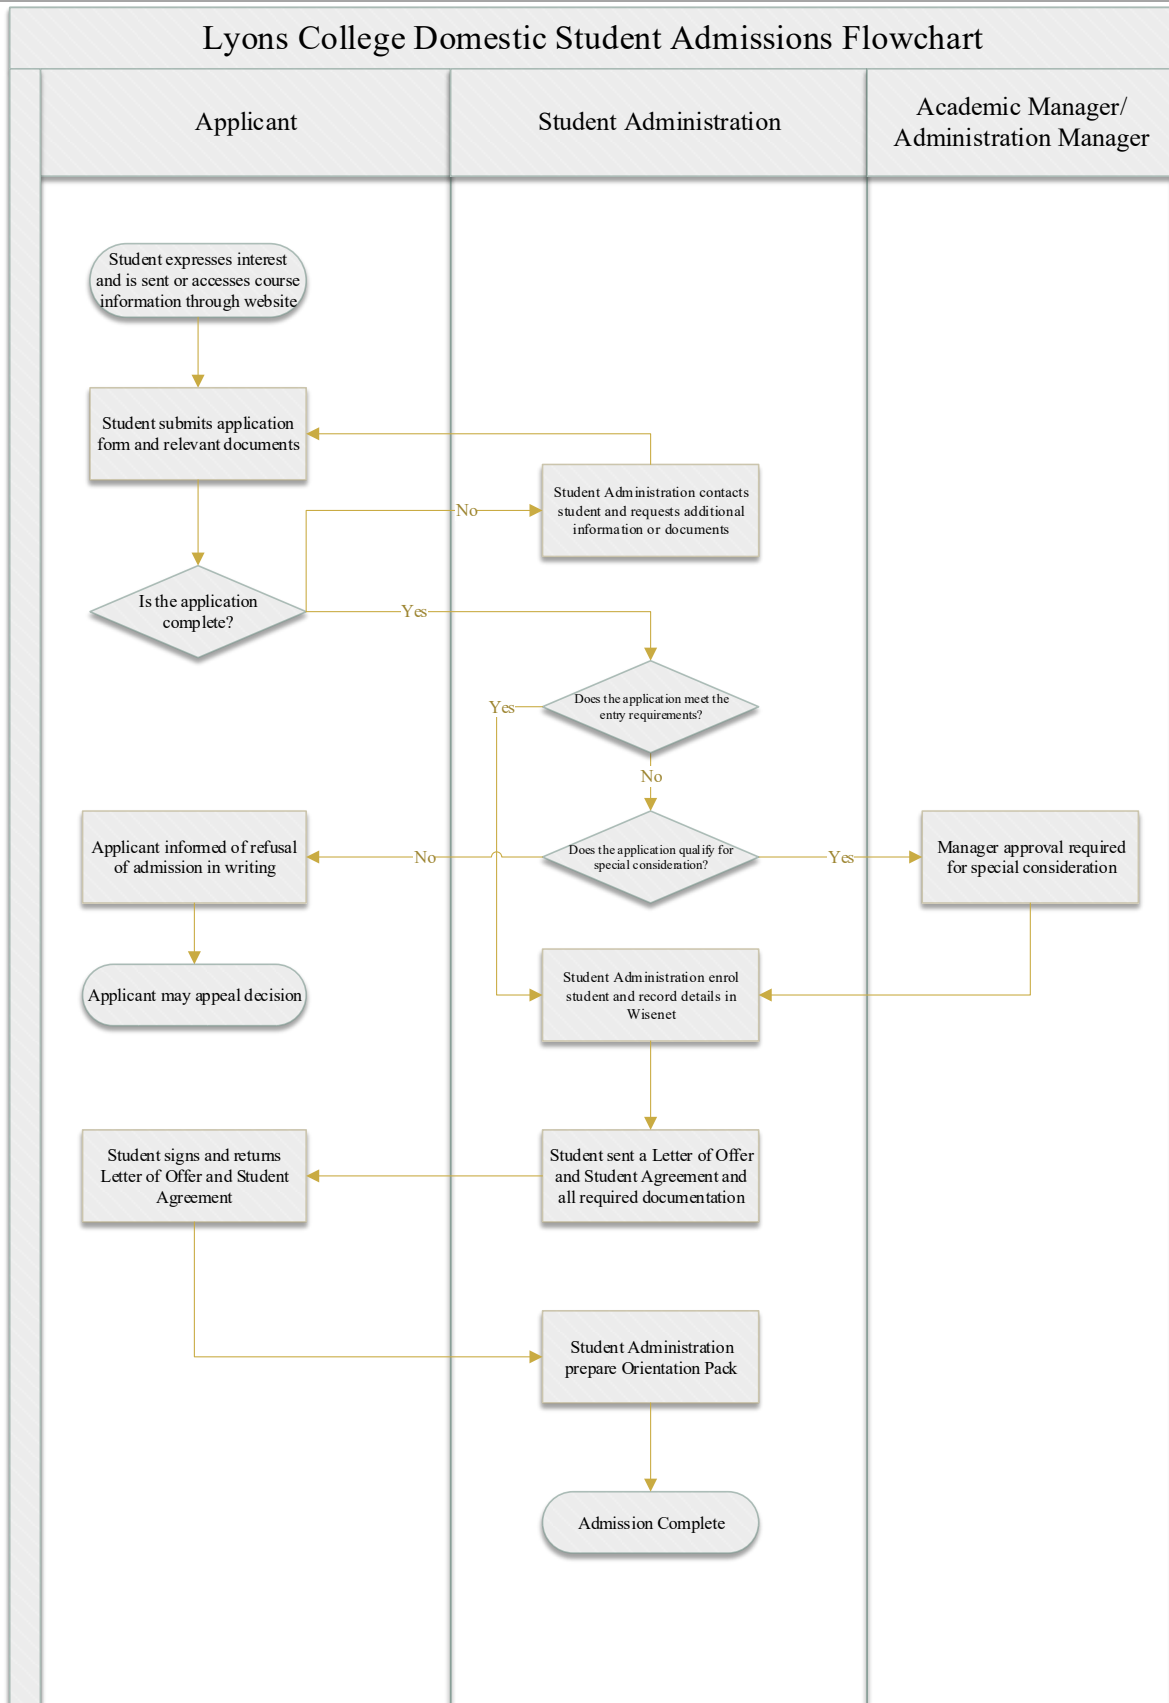 Lyons College Domestic Student Admissions Flowchart
Applicant
Student Administration
Academic Manager/
Administration Manager
Student expresses interest
and is sent or accesses course
information through website
Student submits application
form and relevant documents
Student Administration contacts
student and requests additional
information or documents
No
Is the application
complete?
Yes
Does the application meet the
entry requirements?
Yes
No
Applicant informed of refusal
of admission in writing
No
Does the application qualify for
special consideration?
Yes
Manager approval required
for special consideration
Applicant may appeal decision
Student Administration enrol
student and record details in
Wisenet
Student signs and returns
Letter of Offer and Student
Agreement
Student sent a Letter of Offer
and Student Agreement and
all required documentation
Student Administration
prepare Orientation Pack
Admission Complete